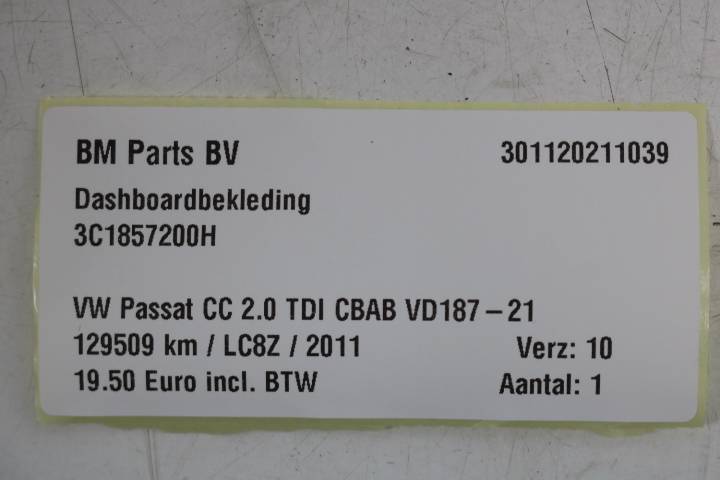 BM Parts BV 301120211039
Dashboardbekleding
3C1857200H
VW Passat CC 2.0 TDI CBAB VD187-21
129509 km / LC8Z / 2011 Verz: 10
19.50 Euro incl. BTW Aantal: 1